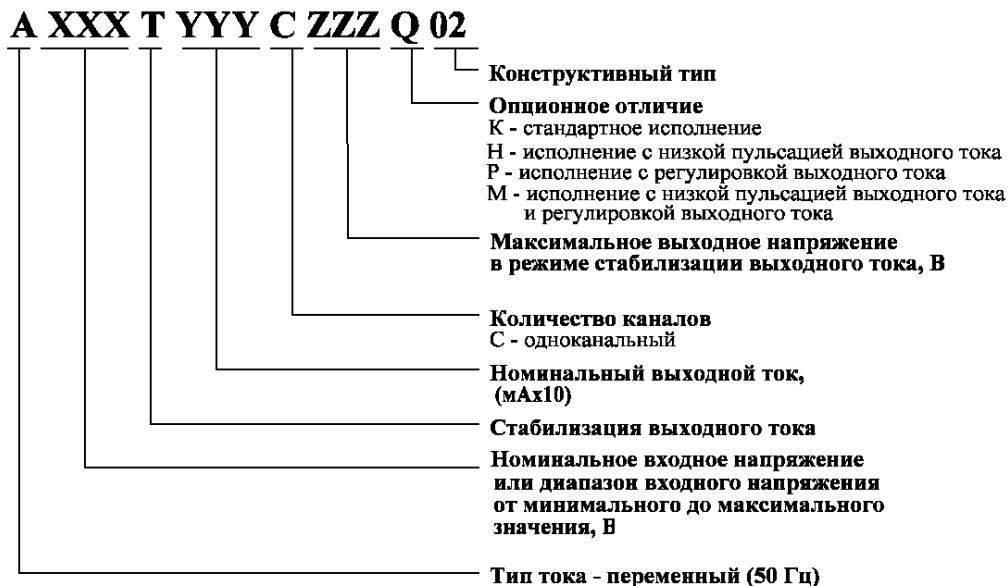 A XXX T YYY C ZZZ Q 02
Конструктивный тип
Опционное отличие
К - стандартное исполнение
Н - исполнение с низкой пульсацией выходного тока
Р - исполнение с регулировкой выходного тока
М - исполнение с низкой пульсацией выходного тока
и регулировкой выходного тока
Максимальное выходное напряжение
в режиме стабилизации выходного тока, В
Количество каналов
С - одноканальный
Номинальный выходной ток,
(мАх10)
Стабилизация выходного тока
Номинальное входное напряжение
или диапазон входного напряжения
от минимального до максимального
значения, В
Тип тока - переменный (50 Гц)